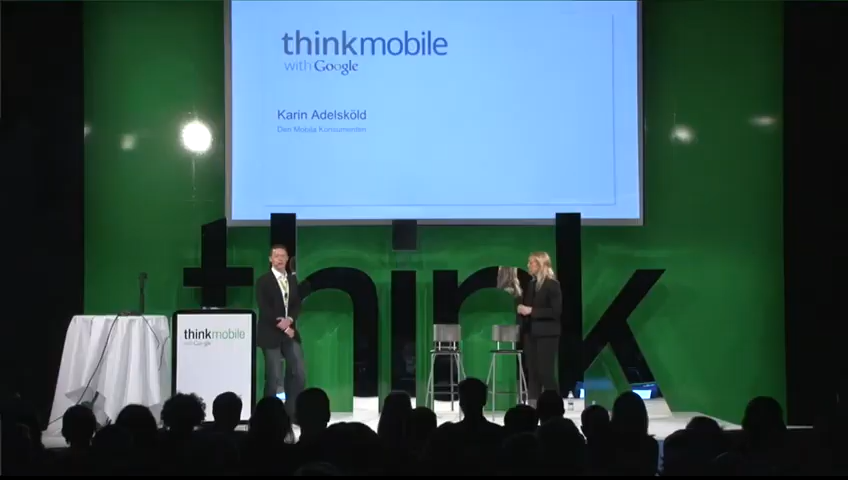 thinkmobile
with Google
Karin Adelsköld
Den Mobila Konsumenten
think
thinkmobile
with Google